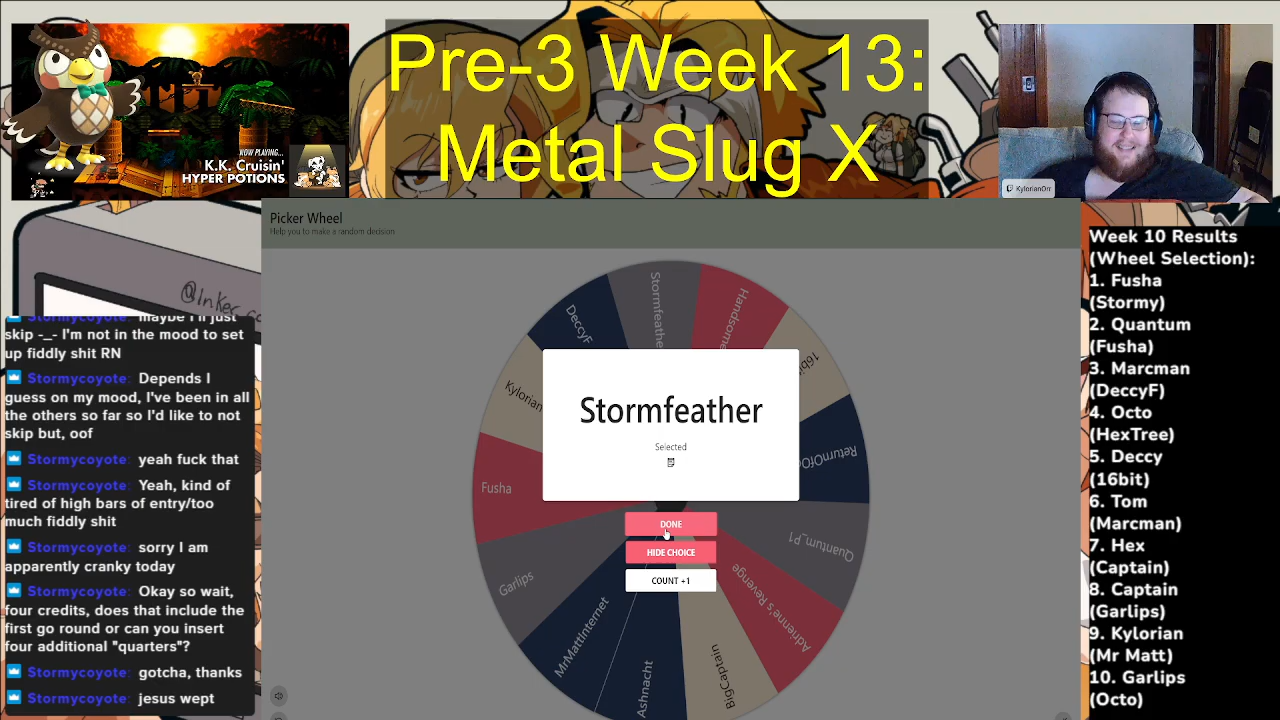 Pre-3 Week 13:
Metal Slug X
NOW PLAYING...
K.K. Cruisin'
HYPER POTIONS
KylorianOrr
@Inker
Picker Wheel
Help you to make a random decision
skip -_- I'm not in the mood to set
up fiddly shit RN
Stormycoyote: Depends I
guess on my mood, I've been in all
the others so far so I'd like to not
skip but, oof
Stormycoyote: yeah fuck that
Stormycoyote: Yeah, kind of
tired of high bars of entry/too
much fiddly shit
Stormycoyote: sorry I am
apparently cranky today
Stormycoyote: Okay so wait,
four credits, does that include the
first go round or can you insert
four additional "quarters"?
Stormycoyote: gotcha, thanks
Stormycoyote: jesus wept
DeccyF
Stormfeather
Handsome
16bit
ReturnOfO
Quantum_P1
Adrienne's Revenge
BigCaptain
Ashnacht
MrMattInternet
Garlips
Fusha
Kylorian
Stormfeather
Selected
DONE
HIDE CHOICE
COUNT +1
Week 10 Results
(Wheel Selection):
1. Fusha
(Stormy)
2. Quantum
(Fusha)
3. Marcman
(DeccyF)
4. Octo
(HexTree)
5. Deccy
(16bit)
6. Tom
(Marcman)
7. Hex
(Captain)
8. Captain
(Garlips)
9. Kylorian
(Mr Matt)
10. Garlips
(Octo)